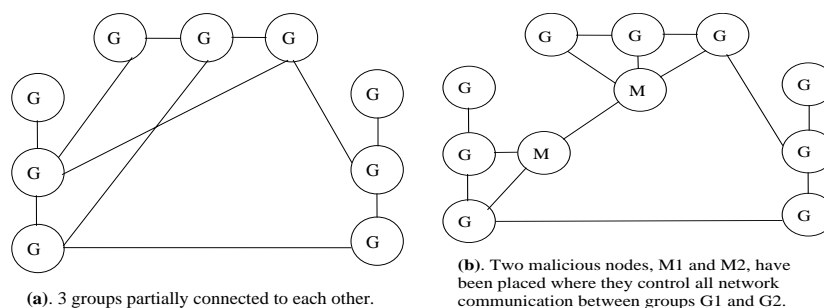 G G G
G G G
G
G
M
G
G
G
G
M
G
G
G
G
G
G
(a). 3 groups partially connected to each other.
(b). Two malicious nodes, M1 and M2, have
been placed where they control all network
communication between groups G1 and G2.